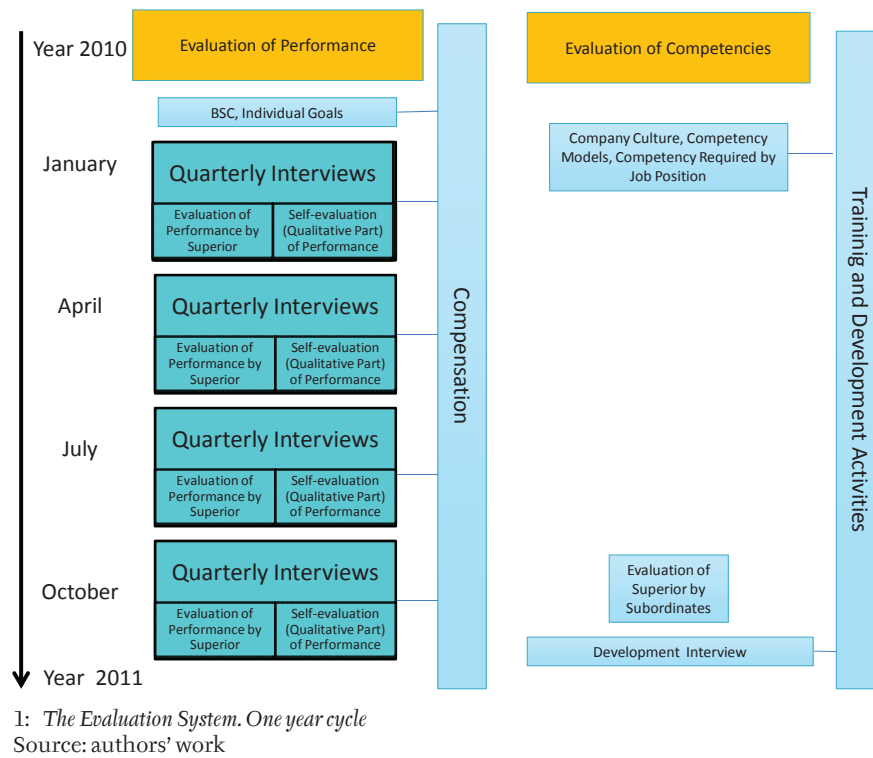 Year 2010
Evaluation of Performance
Evaluation of Competencies
BSC, Individual Goals
January
Quarterly Interviews
Evaluation of
Performance by
Superior
Self-evaluation
(Qualitative Part)
of Performance
Company Culture, Competency
Models, Competency Required by
Job Position
April
Quarterly Interviews
Evaluation of
Performance by
Superior
Self-evaluation
(Qualitative Part)
of Performance
Compensation
Traininig and Development Activities
July
Quarterly Interviews
Evaluation of
Performance by
Superior
Self-evaluation
(Qualitative Part)
of Performance
October
Quarterly Interviews
Evaluation of
Performance by
Superior
Self-evaluation
(Qualitative Part)
of Performance
Evaluation of
Superior by
Subordinates
Development Interview
Year 2011
1: The Evaluation System. One year cycle
Source: authors' work